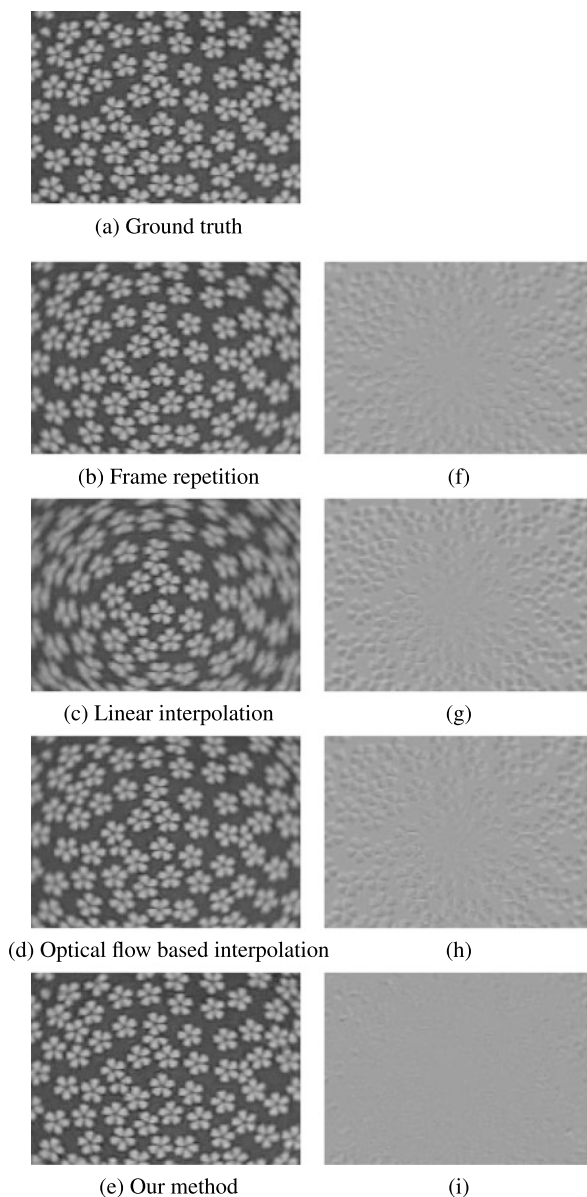 (a) Ground truth
(b) Frame repetition
(f)
(c) Linear interpolation
(g)
(d) Optical flow based interpolation
(h)
(e) Our method
(i)